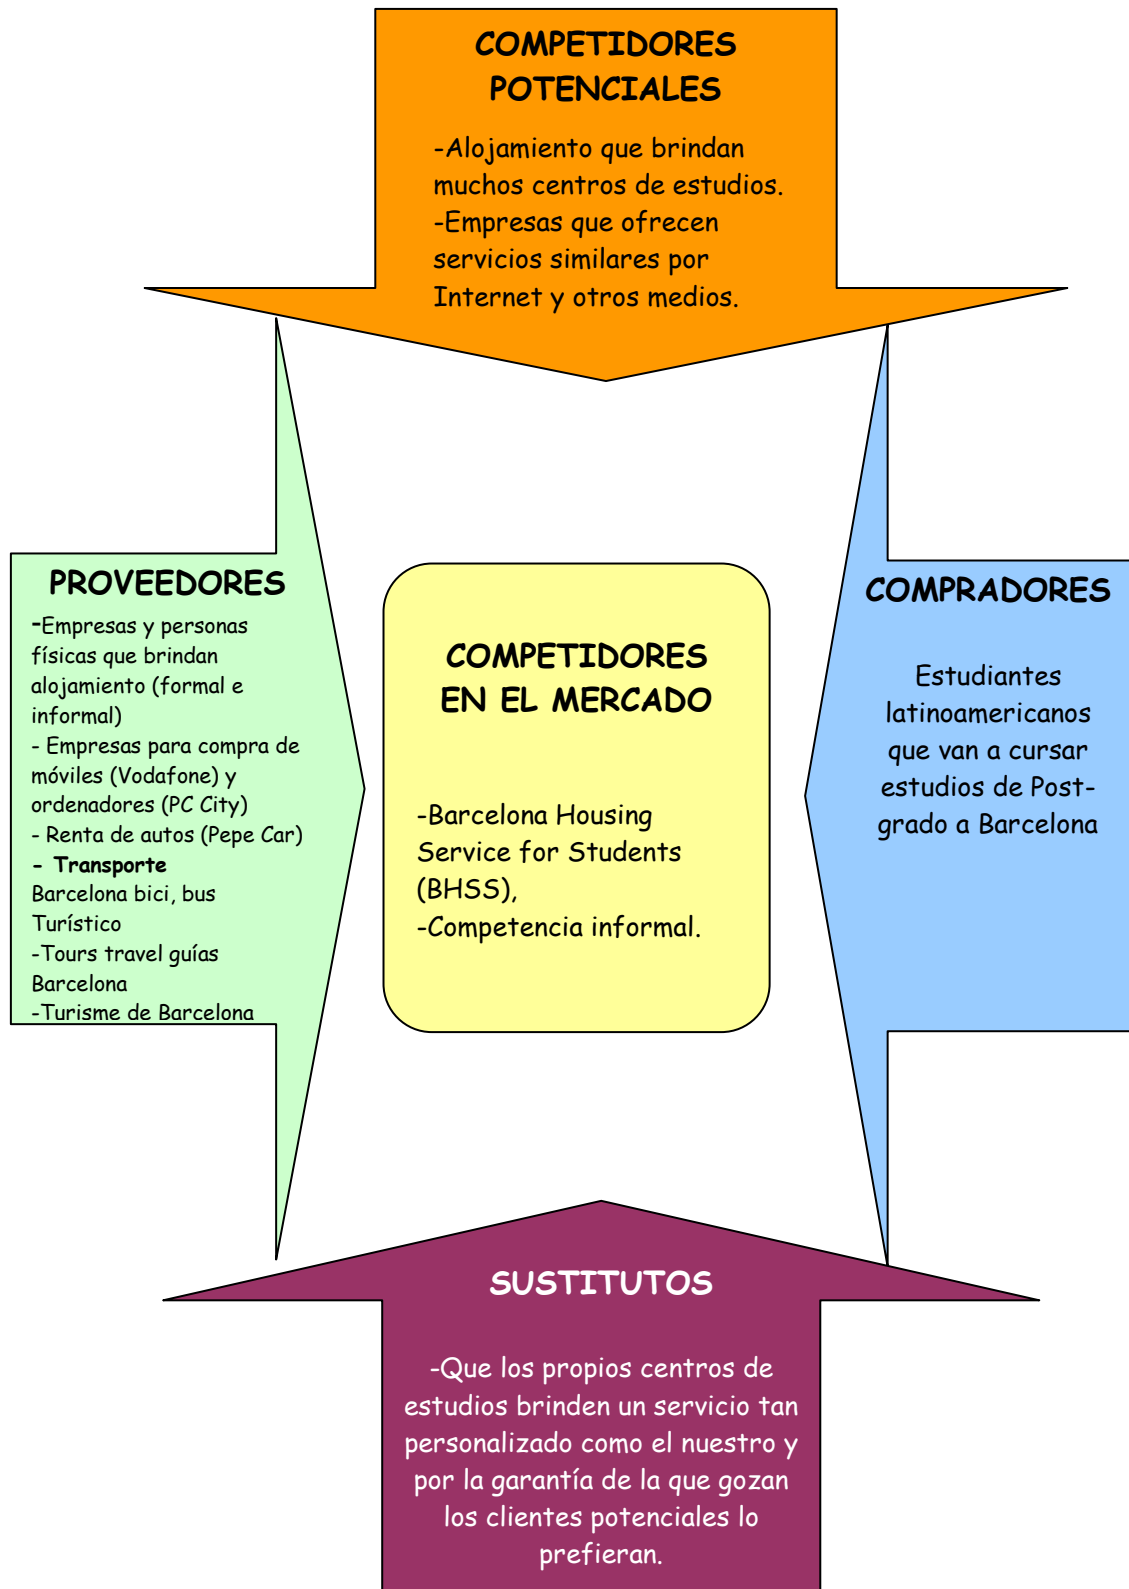 COMPETIDORES
POTENCIALES
-Alojamiento que brindan
muchos centros de estudios.
-Empresas que ofrecen
servicios similares por
Internet y otros medios.
PROVEEDORES
-Empresas y personas
físicas que brindan
alojamiento (formal e
informal)
- Empresas para compra de
móviles (Vodafone) y
ordenadores (PC City)
- Renta de autos (Pepe Car)
- Transporte
Barcelona bici, bus
Turístico
-Tours travel guías
Barcelona
-Turisme de Barcelona
COMPETIDORES
EN EL MERCADO
-Barcelona Housing
Service for Students
(BHSS),
-Competencia informal.
COMPRADORES
Estudiantes
latinoamericanos
que van a cursar
estudios de Post-
grado a Barcelona
SUSTITUTOS
-Que los propios centros de
estudios brinden un servicio tan
personalizado como el nuestro y
por la garantía de la que gozan
los clientes potenciales lo
prefieran.